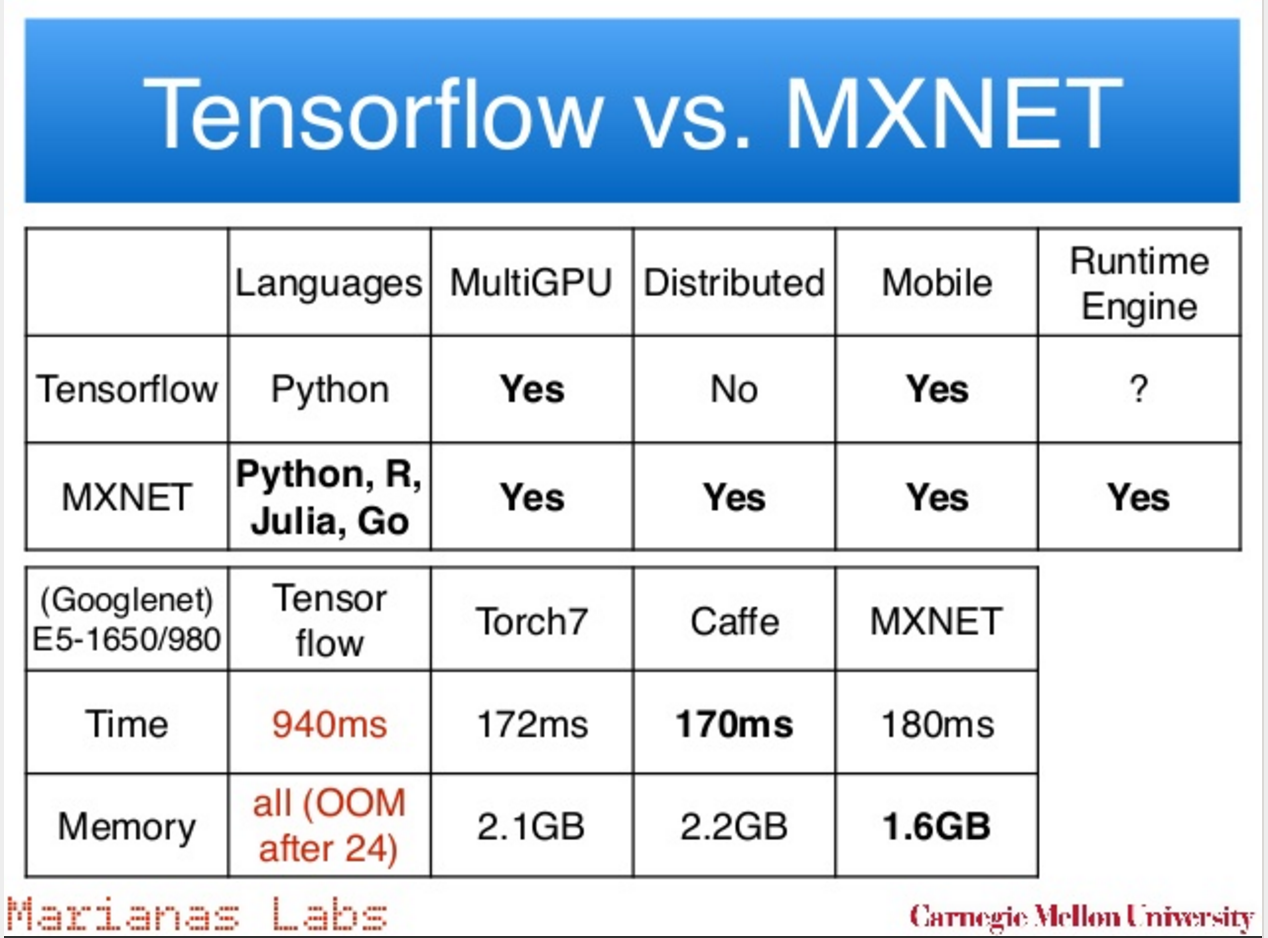 Tensorflow vs. MXNET
Languages MultiGPU Distributed Mobile Runtime Engine
Tensorflow Python Yes No Yes ?
MXNET Python, R, Julia, Go Yes Yes Yes Yes
(Googlenet) E5-1650/980 Tensor flow Torch7 Caffe MXNET
Time 940ms 172ms 170ms 180ms
Memory all (OOM after 24) 2.1GB 2.2GB 1.6GB
Marianas Labs Carnegie Mellon University